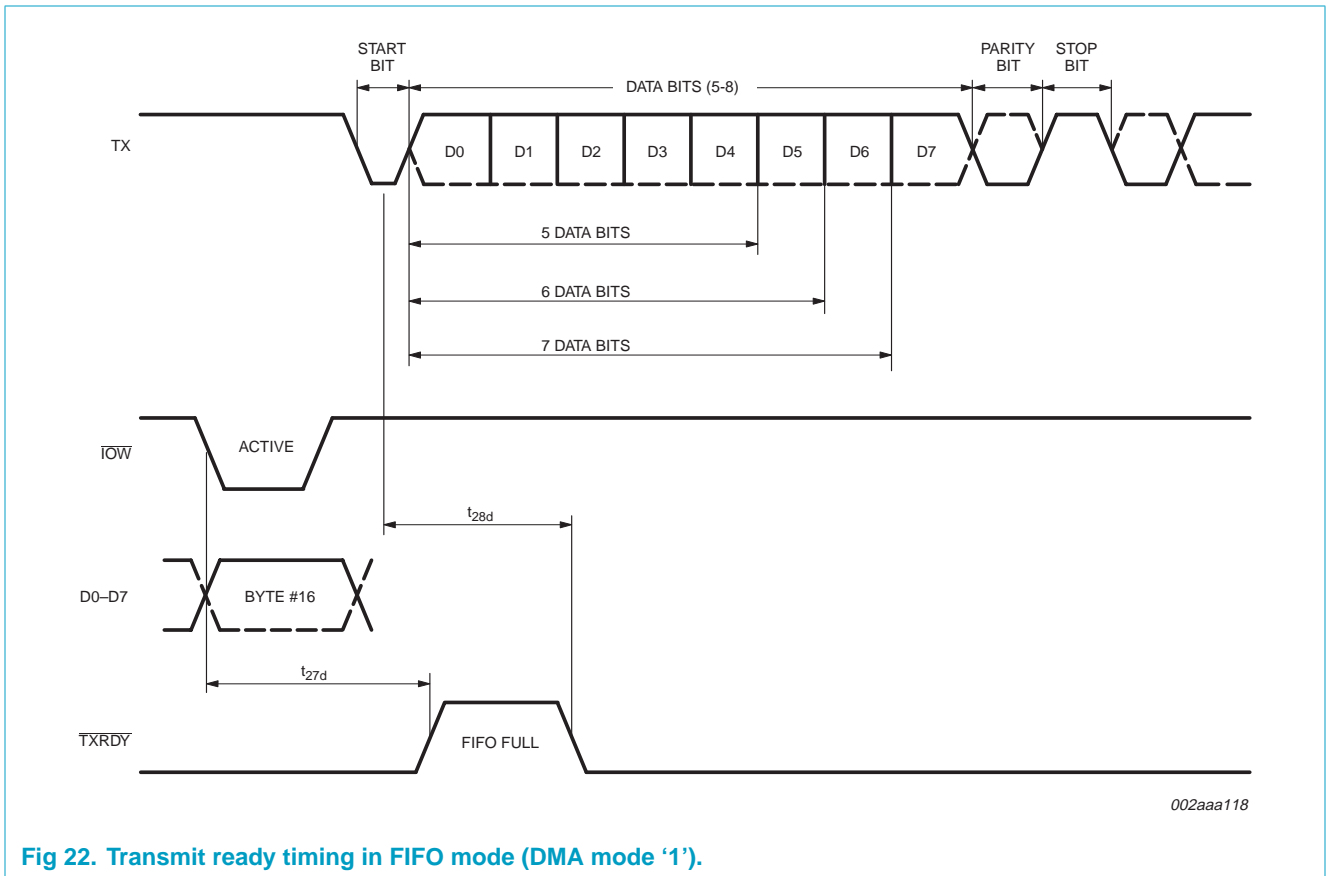 START
BIT
PARITY
BIT
STOP
BIT
DATA BITS (5-8)
TX
D0 D1 D2 D3 D4 D5 D6 D7
5 DATA BITS
6 DATA BITS
7 DATA BITS
IOW
ACTIVE
t28d
D0–D7
BYTE #16
t27d
TXRDY
FIFO FULL
002aaa118
Fig 22. Transmit ready timing in FIFO mode (DMA mode ‘1’).